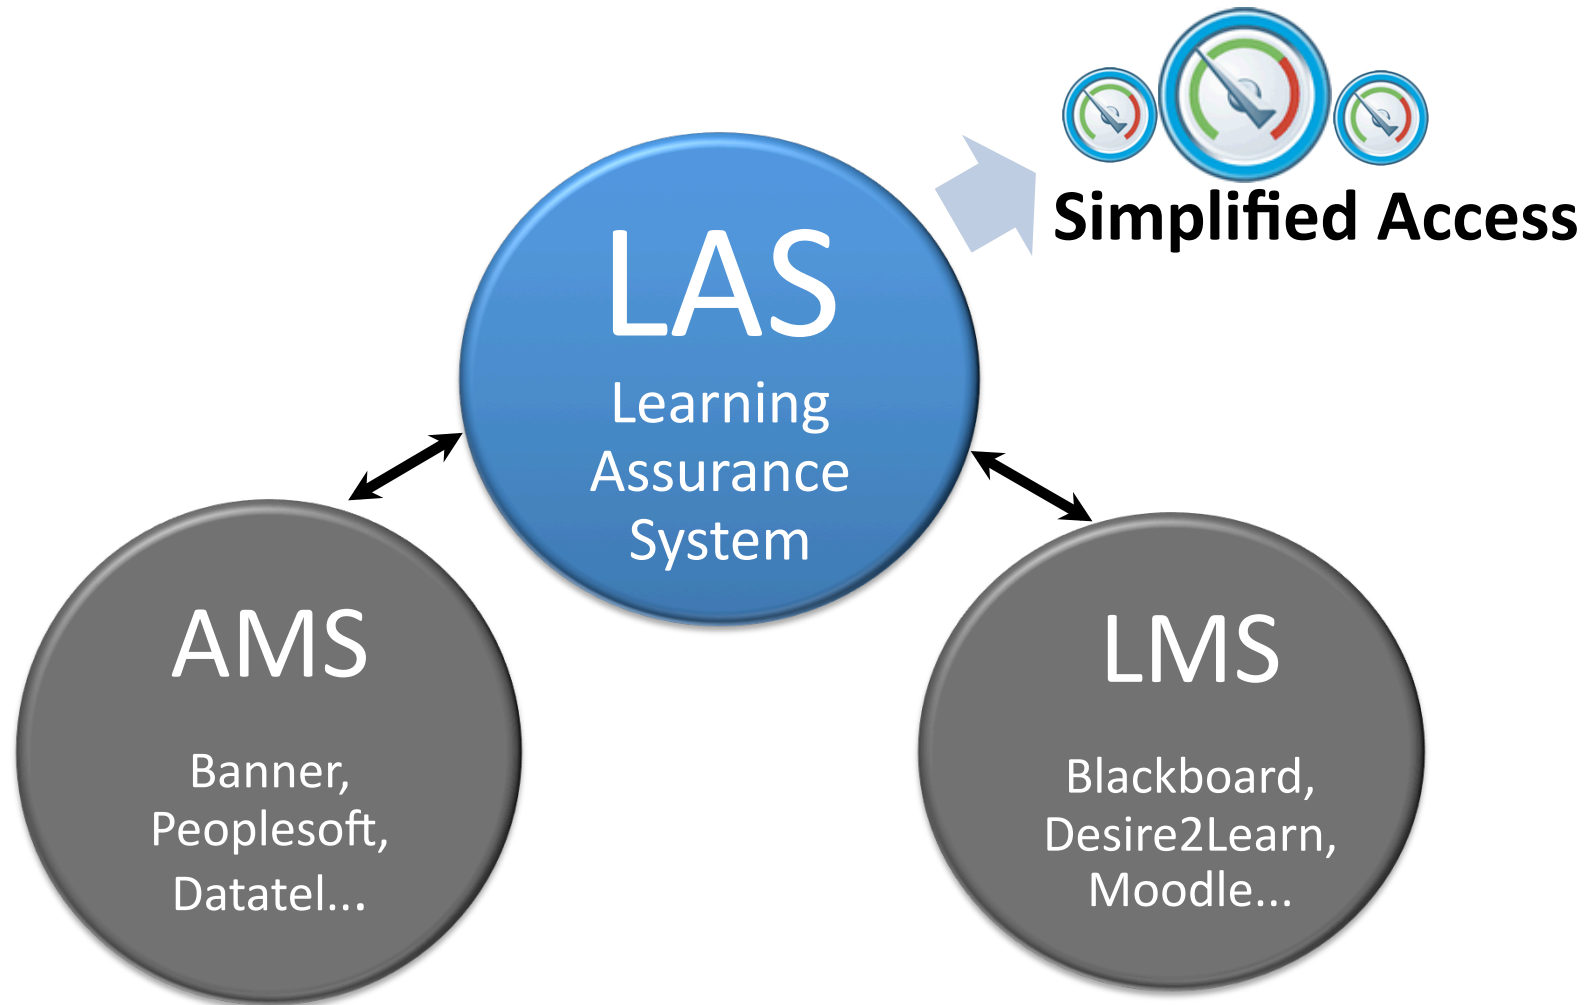 Simplified Access
LAS
Learning
Assurance
System
AMS
Banner,
Peoplesoft,
Datatel...
LMS
Blackboard,
Desire2Learn,
Moodle...